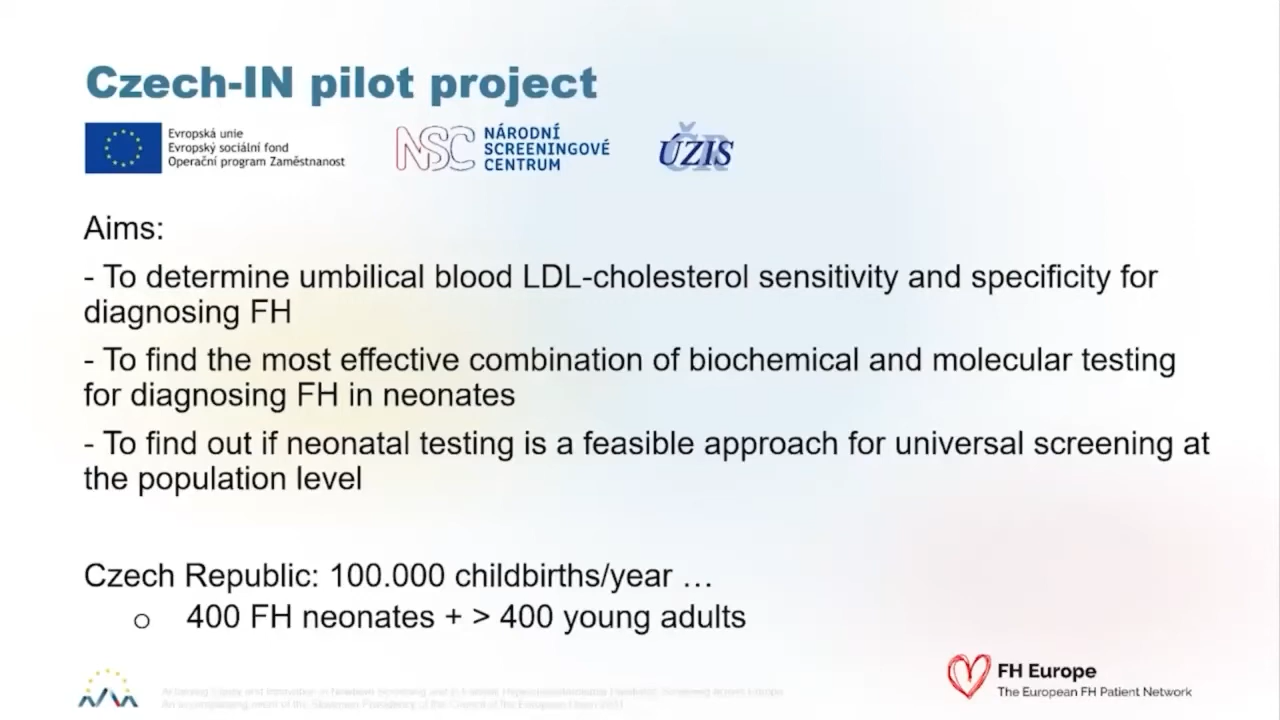 Czech-IN pilot project
Evropská unie
Evropský sociální fond
Operační program Zaměstnanost
NSC
NÁRODNÍ
SCREENINGOVÉ
CENTRUM
ÚZIS
ČR
Aims:
- To determine umbilical blood LDL-cholesterol sensitivity and specificity for
diagnosing FH
- To find the most effective combination of biochemical and molecular testing
for diagnosing FH in neonates
- To find out if neonatal testing is a feasible approach for universal screening at
the population level
Czech Republic: 100.000 childbirths/year …
o 400 FH neonates + > 400 young adults
FH Europe
The European FH Patient Network